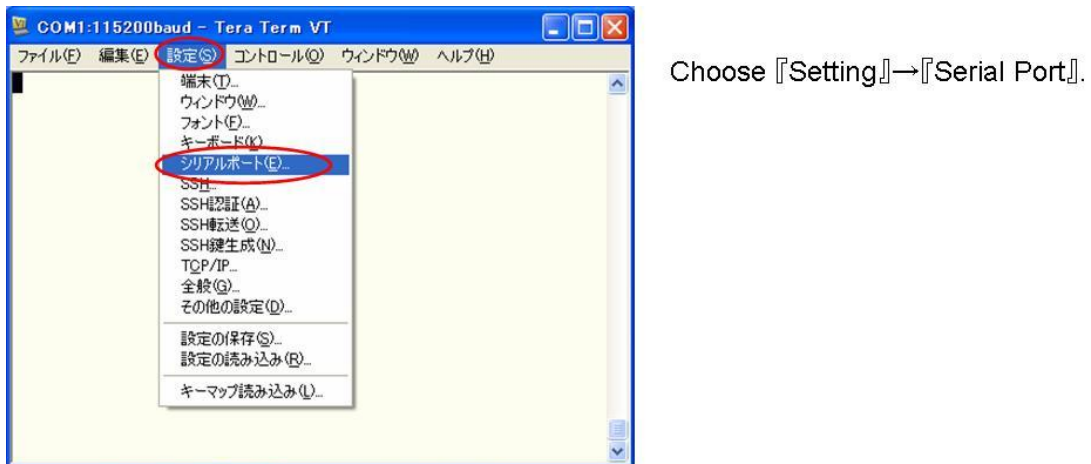 COM1:115200baud - Tera Term VT
ファイル(F) 編集(E) 設定(S) コントロール(O) ウィンドウ(W) ヘルプ(H)
端末(T)...
ウィンドウ(W)...
フォント(F)...
キーボード(K)...
シリアルポート(E)...
SSH...
SSH認証(A)...
SSH転送(O)...
SSH鍵生成(N)...
TCP/IP...
全般(G)...
その他の設定(D)...
設定の保存(S)...
設定の読み込み(R)...
キーマップ読み込み(L)...
Choose『Setting』→『Serial Port』.